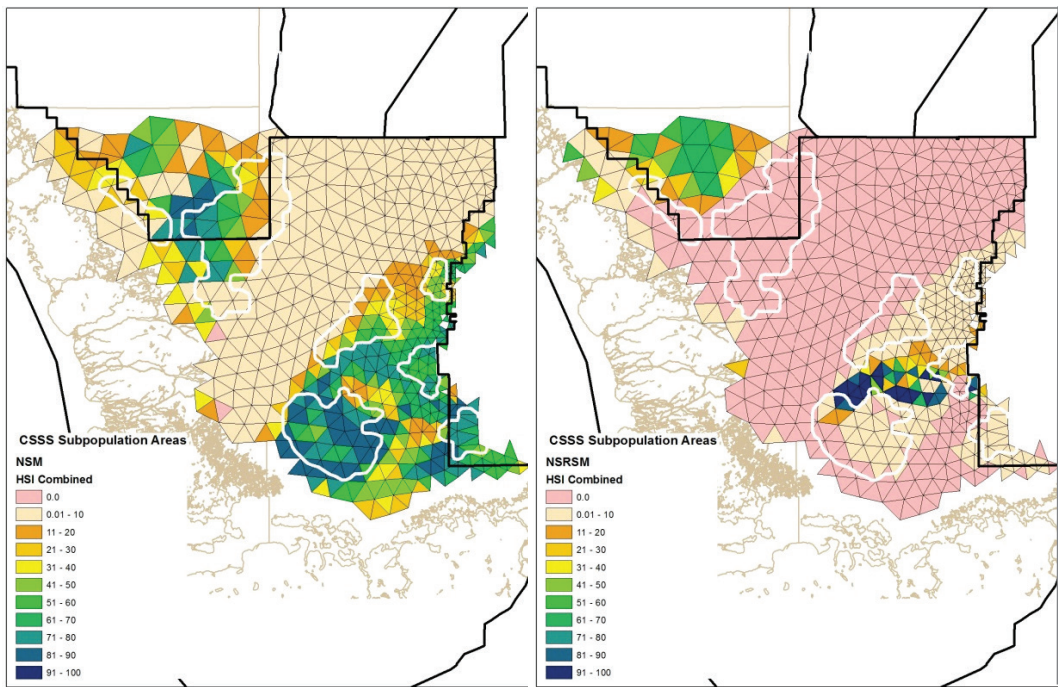 CSSS Subpopulation Areas
NSM
HSI Combined
0.0
0.01 - 10
11 - 20
21 - 30
31 - 40
41 - 50
51 - 60
61 - 70
71 - 80
81 - 90
91 - 100
CSSS Subpopulation Areas
NSRSM
HSI Combined
0.0
0.01 - 10
11 - 20
21 - 30
31 - 40
41 - 50
51 - 60
61 - 70
71 - 80
81 - 90
91 - 100